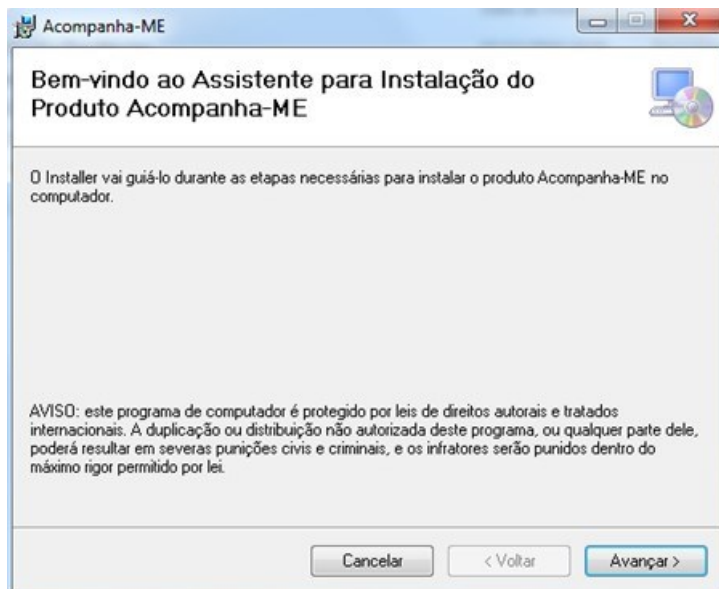 Acompanha-ME
Bem-vindo ao Assistente para Instalação do
Produto Acompanha-ME
O Installer vai guiá-lo durante as etapas necessárias para instalar o produto Acompanha-ME no
computador.
AVISO: este programa de computador é protegido por leis de direitos autorais e tratados
internacionais. A duplicação ou distribuição não autorizada deste programa, ou qualquer parte dele,
poderá resultar em severas punições civis e criminais, e os infratores serão punidos dentro do
máximo rigor permitido por lei.
Cancelar < Voltar Avançar >